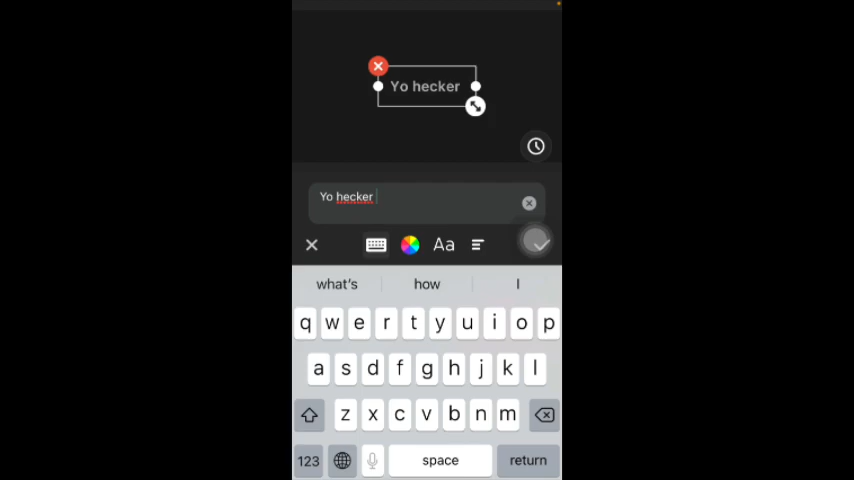 Yo hecker
Yo hecker
Aa
what's how I
q w e r t y u i o p
a s d f g h j k l
z x c v b n m
123 space return